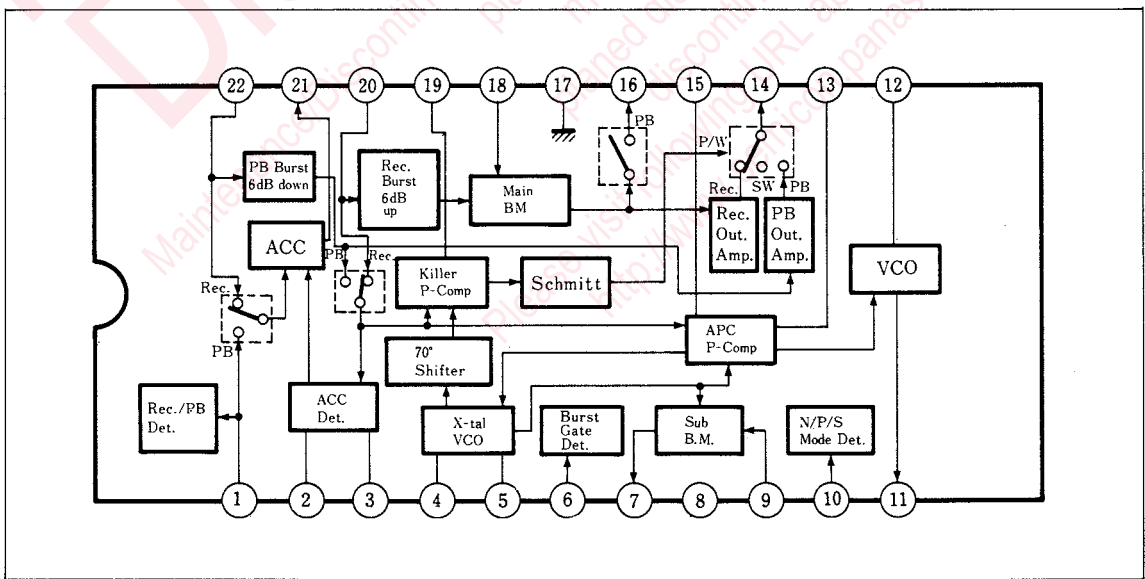 22 21 20 19 18 17 16 15 14 13 12
PB
P/W
PB Burst
6dB down
Rec.
Burst
6dB
up
Main
BM
Rec.
SW
PB
ACC
PB
Rec.
Rec.
Out.
Amp.
PB
Out.
Amp.
VCO
Killer
P-Comp
Schmitt
Rec.
PB
APC
P-Comp
70°
Shifter
Rec./PB
Det.
ACC
Det.
X-tal
VCO
Burst
Gate
Det.
Sub
B.M.
N/P/S
Mode Det.
1 2 3 4 5 6 7 8 9 10 11